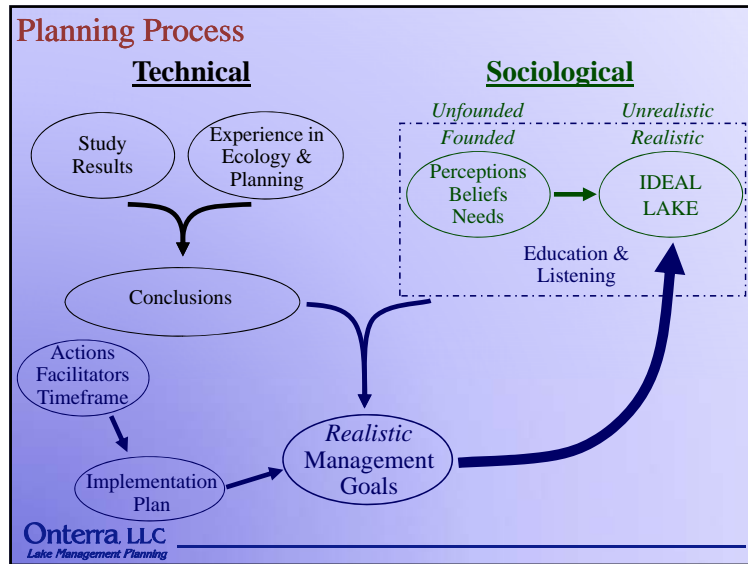 Planning Process
Technical
Sociological
Study
Results
Experience in
Ecology &
Planning
Conclusions
Unfounded
Founded
Unrealistic
Realistic
Perceptions
Beliefs
Needs
IDEAL
LAKE
Education &
Listening
Actions
Facilitators
Timeframe
Implementation
Plan
Realistic
Management
Goals
Onterra, LLC
Lake Management Planning